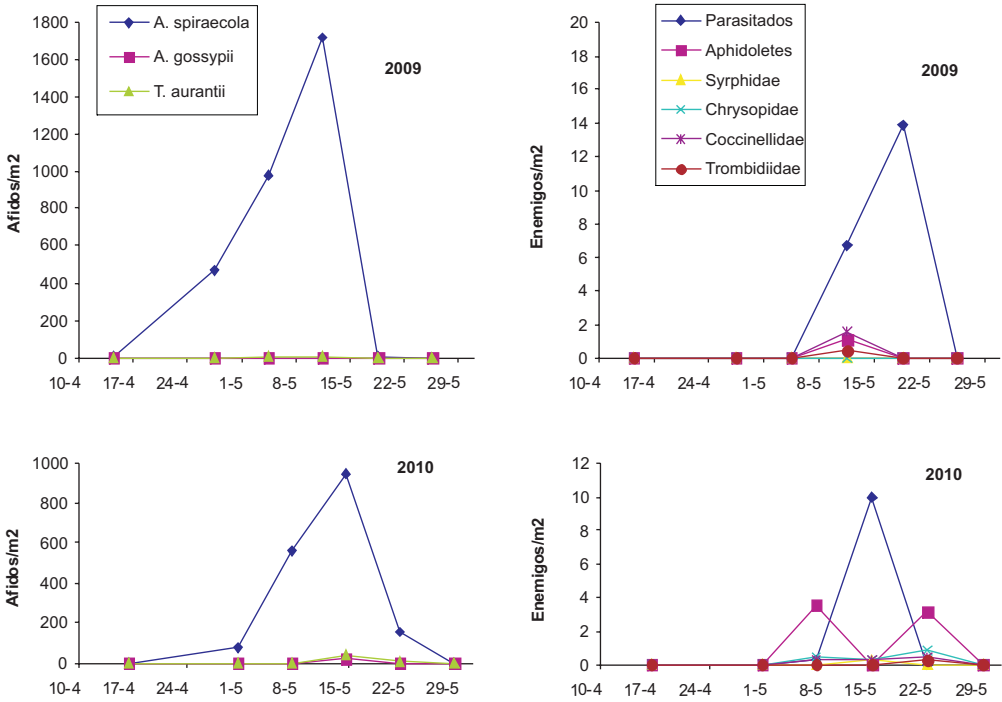 1800
1600
1400
1200
1000
800
600
400
200
0
Afidos/m2
A. spiraecola
A. gossypii
T. aurantii
2009
10-4 17-4 24-4 1-5 8-5 15-5 22-5 29-5
20
18
16
14
12
10
8
6
4
2
0
Enemigos/m2
Parasitados
Aphidoletes
Syrphidae
Chrysopidae
Coccinellidae
Trombidiidae
2009
10-4 17-4 24-4 1-5 8-5 15-5 22-5 29-5
1000
800
600
400
200
0
Afidos/m2
2010
10-4 17-4 24-4 1-5 8-5 15-5 22-5 29-5
12
10
8
6
4
2
0
Enemigos/m2
2010
10-4 17-4 24-4 1-5 8-5 15-5 22-5 29-5